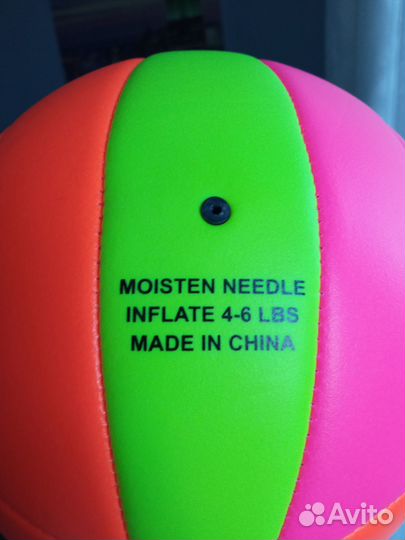 MOISTEN NEEDLE
INFLATE 4-6 LBS
MADE IN CHINA
Avito